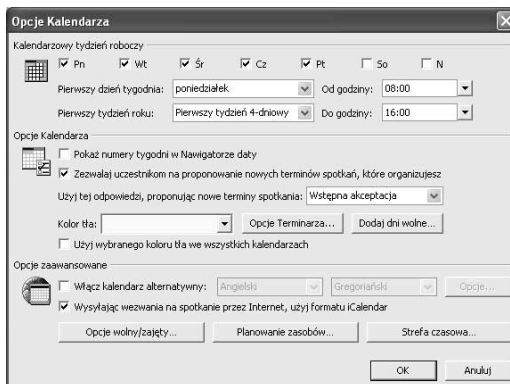 Opcje Kalendarza
Kalendarzowy tydzień roboczy
Pn Wt Śr Cz Pt So N
Pierwszy dzień tygodnia: poniedziałek Od godziny: 08:00
Pierwszy tydzień roku: Pierwszy tydzień 4-dniowy Do godziny: 16:00
Opcje Kalendarza
Pokaż numery tygodni w Nawigatorze daty
Zezwalaj uczestnikom na proponowanie nowych terminów spotkań, które organizujesz
Użyj tej odpowiedzi, proponując nowe terminy spotkania: Wstępna akceptacja
Kolor tła: Opcje Terminarza... Dodaj dni wolne...
Użyj wybranego koloru tła we wszystkich kalendarzach
Opcje zaawansowane
Włącz kalendarz alternatywny: Angielski Gregoriański Opcje...
Wysyłając wezwania na spotkanie przez Internet, użyj formatu iCalendar
Opcje wolny/zajęty... Planowanie zasobów... Strefa czasowa...
OK Anuluj